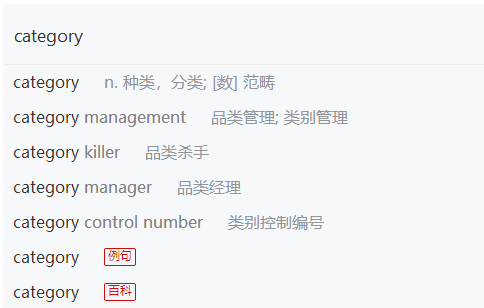 category
category n. 种类，分类; [数] 范畴
category management 品类管理; 类别管理
category killer 品类杀手
category manager 品类经理
category control number 类别控制编号
category 例句
category 百科